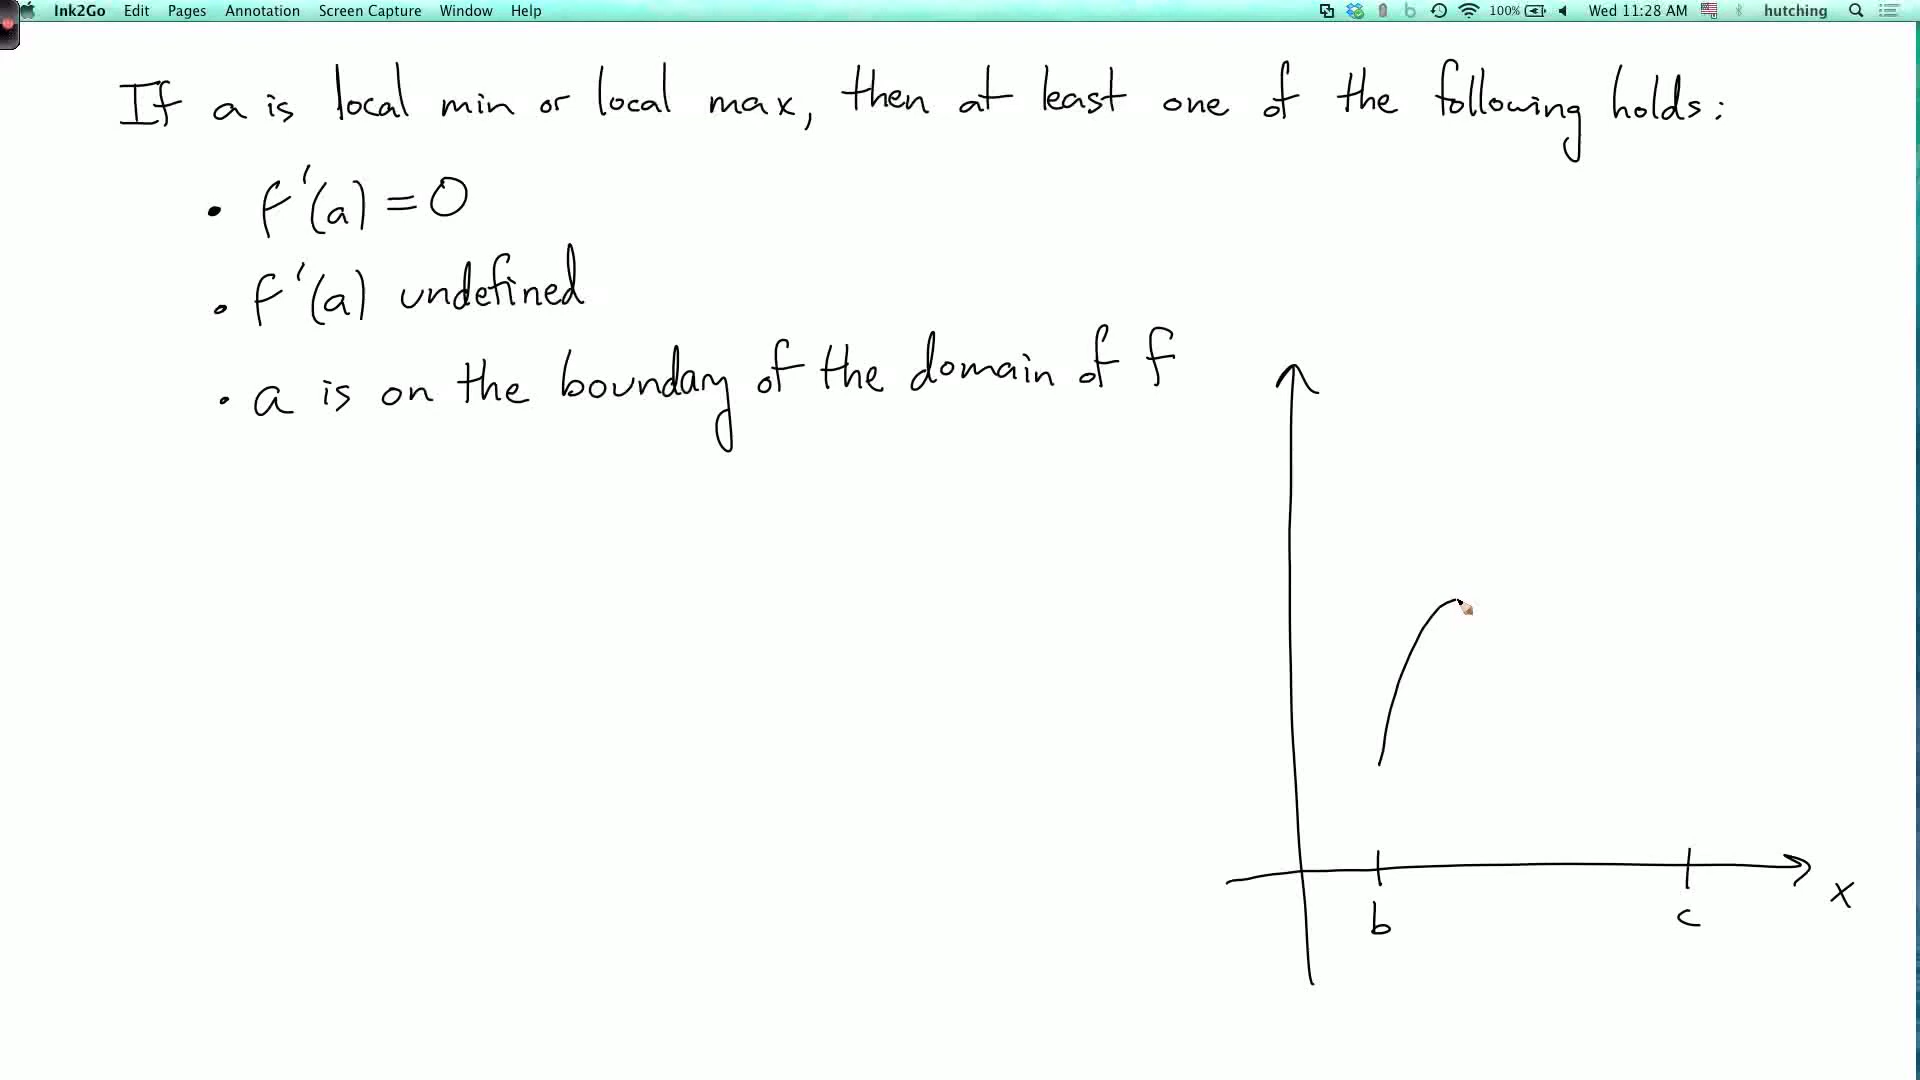 Ink2Go Edit Pages Annotation Screen Capture Window Help 100% Wed 11:28 AM hutching
If a is local min or local max, then at least one of the following holds:
• f'(a) = 0
• f'(a) undefined
• a is on the boundary of the domain of f
x
b c